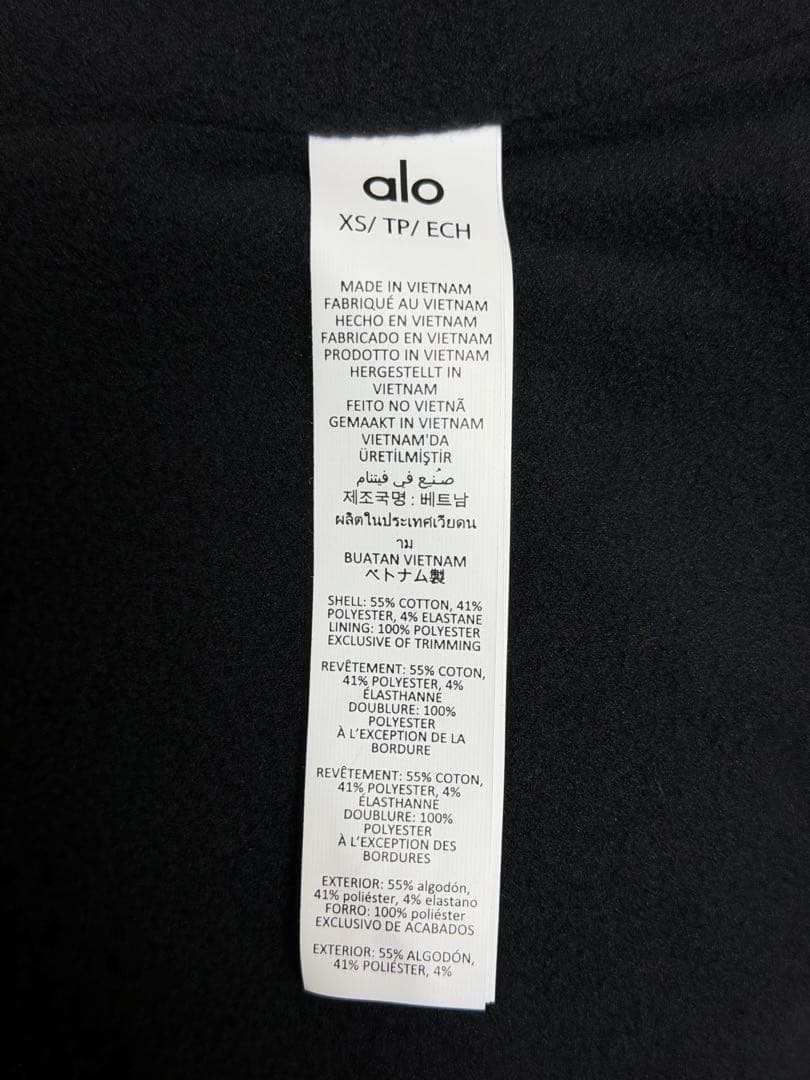 alo
XS/ TP/ ECH
MADE IN VIETNAM
FABRIQUÉ AU VIETNAM
HECHO EN VIETNAM
FABRICADO EN VIETNAM
PRODOTTO IN VIETNAM
HERGESTELLT IN
VIETNAM
FEITO NO VIETNÃ
GEMAAKT IN VIETNAM
VIETNAM'DA
ÜRETİLMİŞTİR
صُنِع في فيتنام
제조국명 : 베트남
ผลิตในประเทศเวียดน
าม
BUATAN VIETNAM
ベトナム製
SHELL: 55% COTTON, 41%
POLYESTER, 4% ELASTANE
LINING: 100% POLYESTER
EXCLUSIVE OF TRIMMING
REVÊTEMENT: 55% COTON,
41% POLYESTER, 4%
ÉLASTHANNE
DOUBLURE: 100%
POLYESTER
À L'EXCEPTION DE LA
BORDURE
REVÊTEMENT: 55% COTON,
41% POLYESTER, 4%
ÉLASTHANNE
DOUBLURE: 100%
POLYESTER
À L'EXCEPTION DES
BORDURES
EXTERIOR: 55% algodón,
41% poliéster, 4% elastano
FORRO: 100% poliéster
EXCLUSIVO DE ACABADOS
EXTERIOR: 55% ALGODÓN,
41% POLIÉSTER, 4%